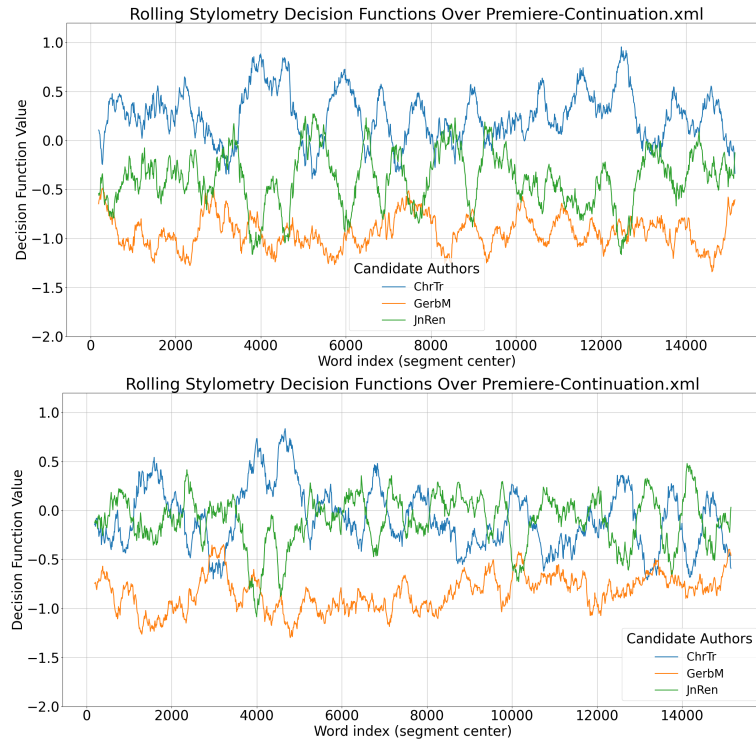 Rolling Stylometry Decision Functions Over Premiere-Continuation.xml
1.0
0.5
0.0
−0.5
−1.0
−1.5
−2.0
Decision Function Value
Candidate Authors
ChrTr
GerbM
JnRen
0 2000 4000 6000 8000 10000 12000 14000
Word index (segment center)
Rolling Stylometry Decision Functions Over Premiere-Continuation.xml
1.0
0.5
0.0
−0.5
−1.0
−1.5
−2.0
Decision Function Value
Candidate Authors
ChrTr
GerbM
JnRen
0 2000 4000 6000 8000 10000 12000 14000
Word index (segment center)